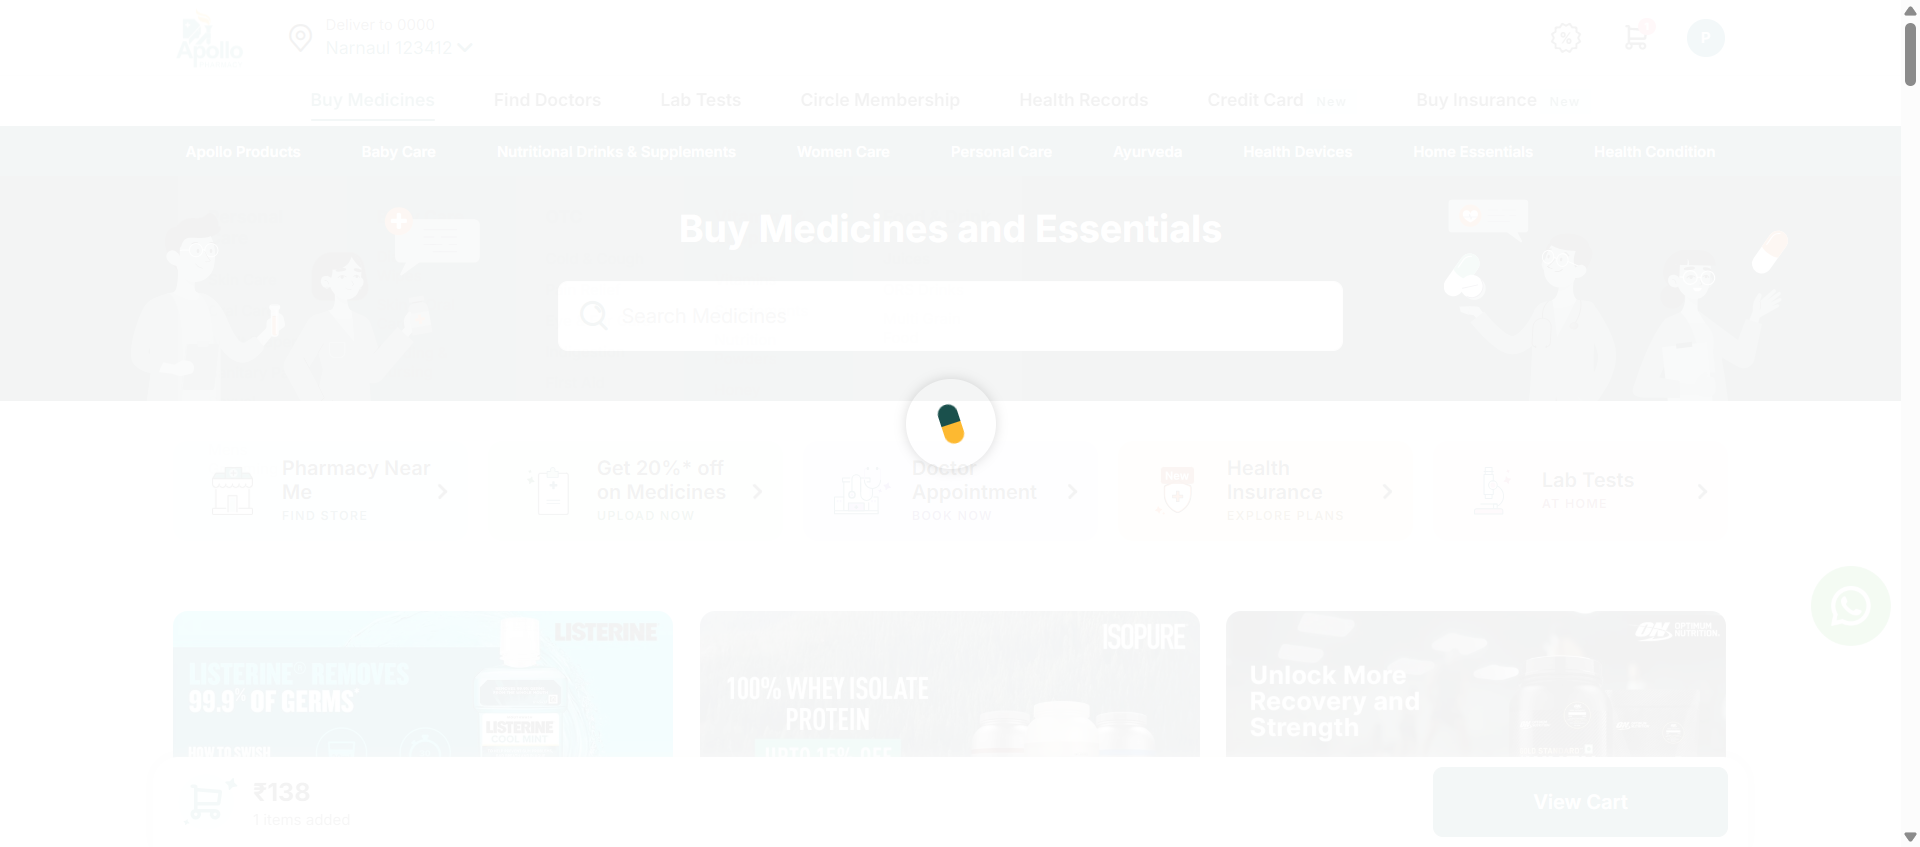 Apollo
Deliver to 0000
Narnaul 123412
%
P
Buy Medicines
Find Doctors
Lab Tests
Circle Membership
Health Records
Credit Card New
Buy Insurance New
Apollo Products
Baby Care
Nutritional Drinks & Supplements
Women Care
Personal Care
Ayurveda
Health Devices
Home Essentials
Health Condition
Buy Medicines and Essentials
Search Medicines
Pharmacy Near
Me
FIND STORE
Get 20%* off
on Medicines
UPLOAD NOW
Doctor
Appointment
BOOK NOW
New
Health
Insurance
EXPLORE PLANS
Lab Tests
AT HOME
LISTERINE
LISTERINE® REMOVES
99.9% OF GERMS*
HOW TO SWISH
LISTERINE
COOL MINT
ISOPURE
100% WHEY ISOLATE
PROTEIN
UPTO 15% OFF
ON OPTIMUM
NUTRITION
Unlock More
Recovery and
Strength
₹138
1 items added
View Cart